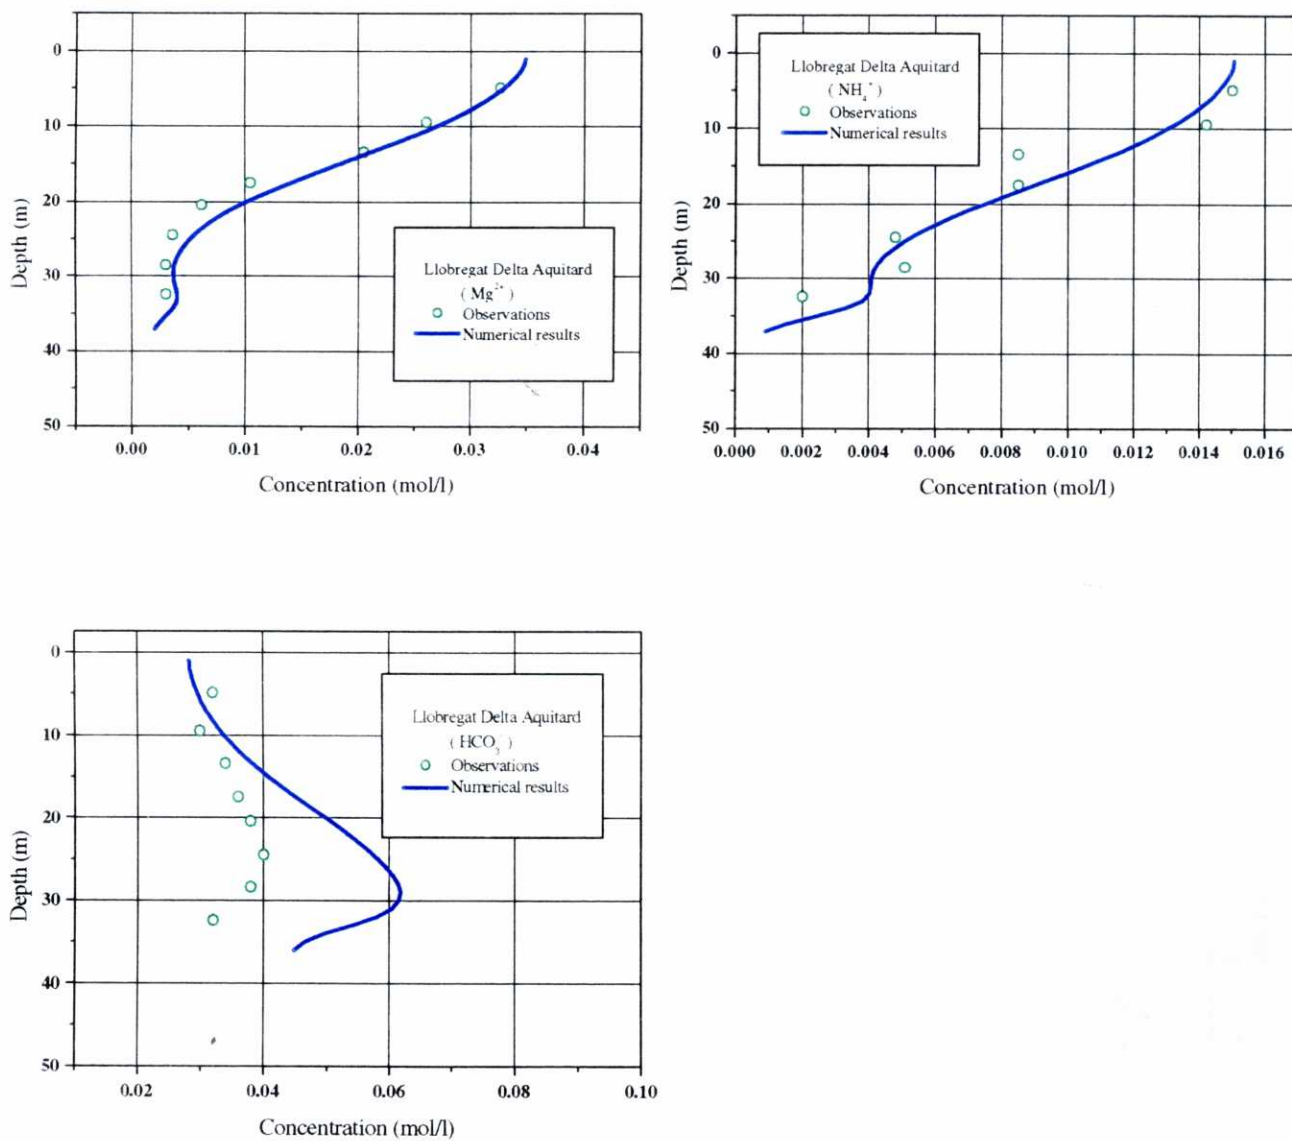 0
10
20
30
40
50
Depth (m)
0.00 0.01 0.02 0.03 0.04
Concentration (mol/l)
Llobregat Delta Aquitard
( Mg²⁺ )
Observations
Numerical results
0
10
20
30
40
50
Depth (m)
0.000 0.002 0.004 0.006 0.008 0.010 0.012 0.014 0.016
Concentration (mol/l)
Llobregat Delta Aquitard
( NH₄⁺ )
Observations
Numerical results
0
10
20
30
40
50
Depth (m)
0.02 0.04 0.06 0.08 0.10
Concentration (mol/l)
Llobregat Delta Aquitard
( HCO₃ )
Observations
Numerical results